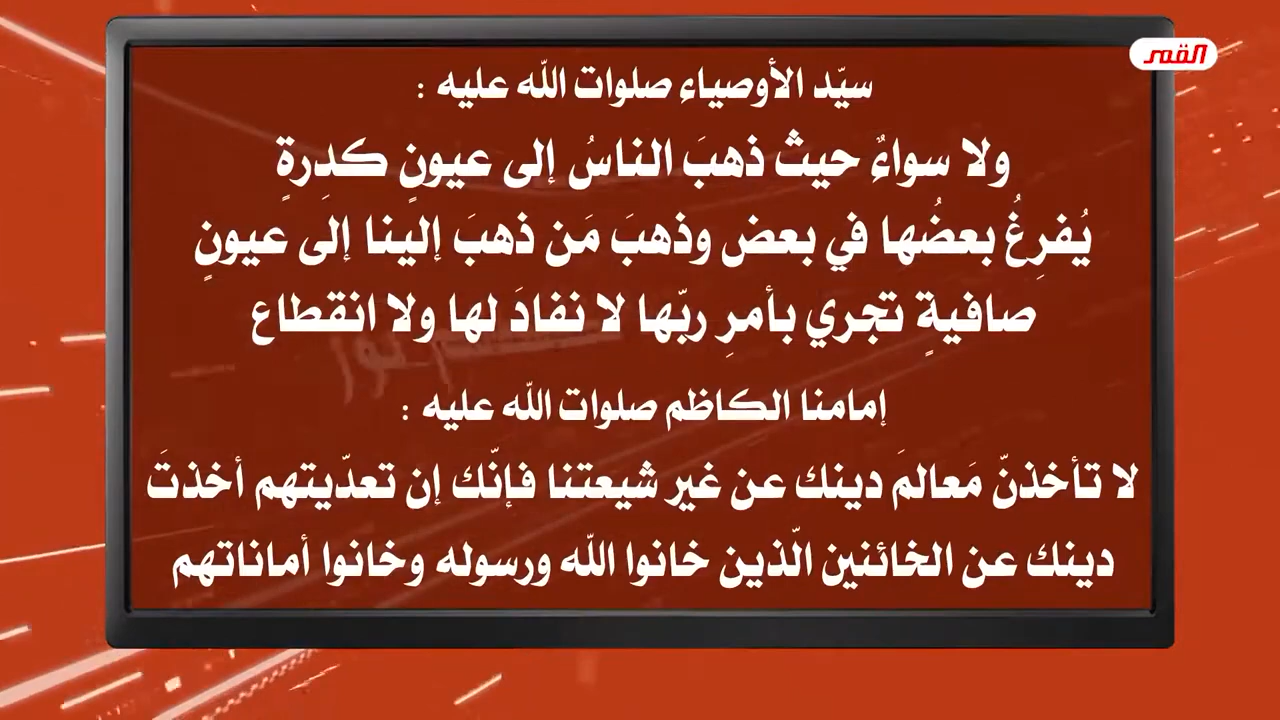 القمر
سيّد الأوصياء صلوات الله عليه :
ولا سواءٌ حيث ذهبَ الناسُ إلى عيونٍ كدِرةٍ
يُفرِغُ بعضُها في بعض وذهبَ مَن ذهبَ إلينا إلى عيونٍ
صافيةٍ تجري بأمرِ ربّها لا نفادَ لها ولا انقطاع
إمامنا الكاظم صلوات الله عليه :
لا تأخذنّ مَعالمَ دينك عن غير شيعتنا فإنّك إن تعدّيتهم أخذتَ
دينك عن الخائنين الّذين خانوا الله ورسوله وخانوا أماناتهم